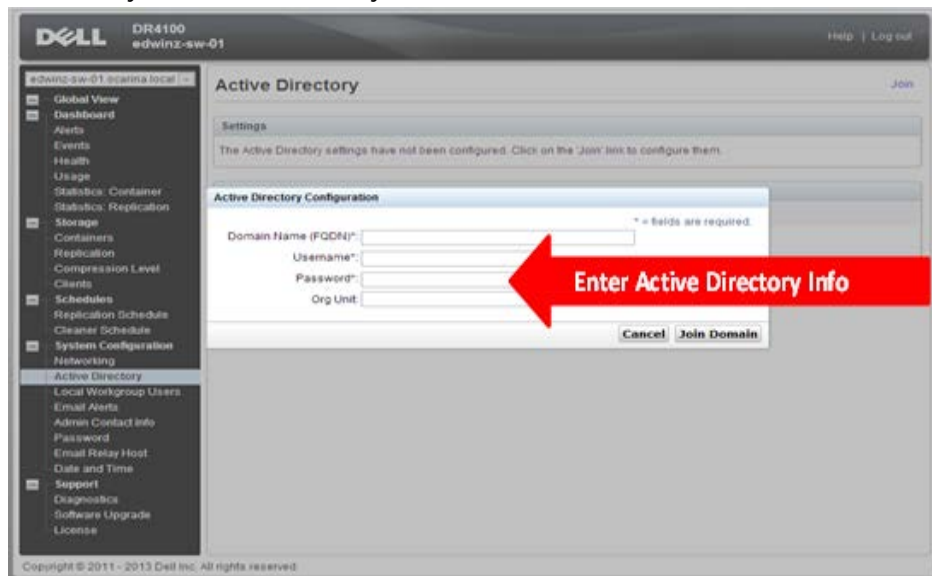 DELL
DR4100
edwinz-sw-01
Help | Log out
edwinz-sw-01.ocarina.local
Global View
Dashboard
Alerts
Events
Health
Usage
Statistics: Container
Statistics: Replication
Storage
Containers
Replication
Compression Level
Clients
Schedules
Replication Schedule
Cleaner Schedule
System Configuration
Networking
Active Directory
Local Workgroup Users
Email Alerts
Admin Contact Info
Password
Email Relay Host
Date and Time
Support
Diagnostics
Software Upgrade
License
Active Directory
Join
Settings
The Active Directory settings have not been configured. Click on the 'Join' link to configure them.
Active Directory Configuration
* = fields are required.
Domain Name (FQDN)*:
Username*:
Password*:
Org Unit:
Enter Active Directory Info
Cancel Join Domain
Copyright © 2011 - 2013 Dell Inc. All rights reserved.